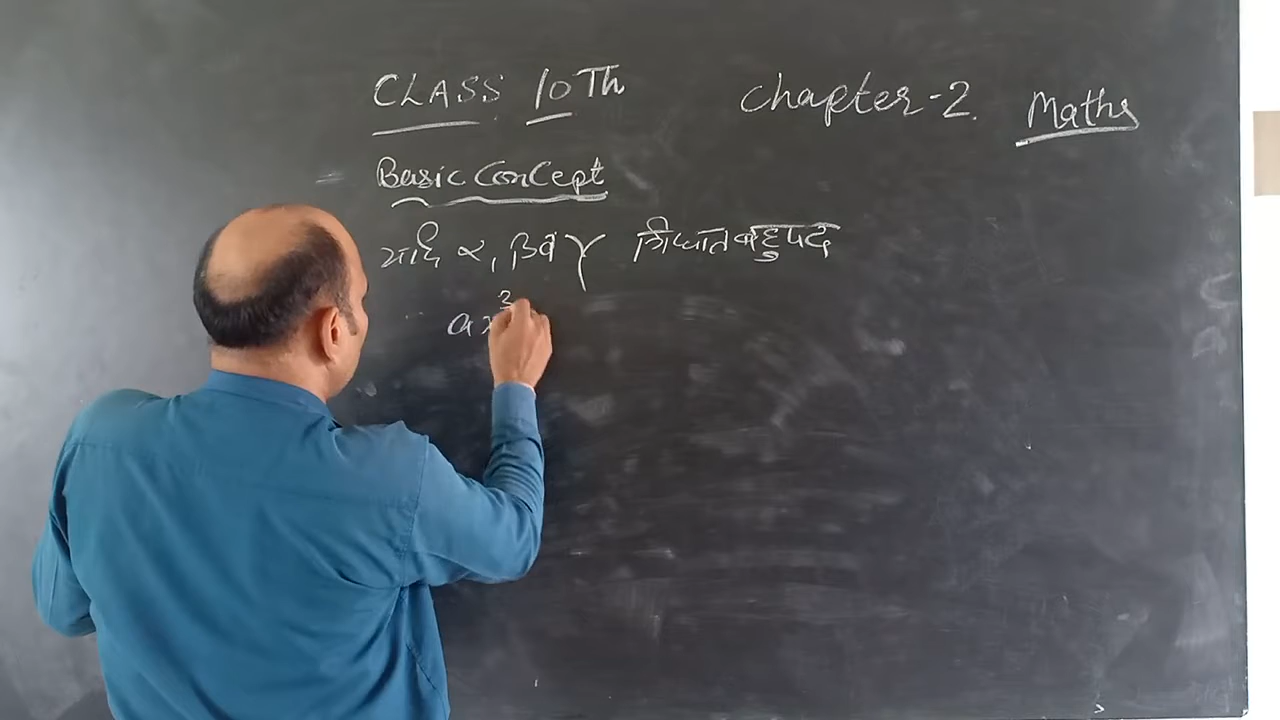 CLASS 10Th Chapter-2. Maths
Basic Concept
यदि α, β व γ त्रिघात बहुपद
ax³